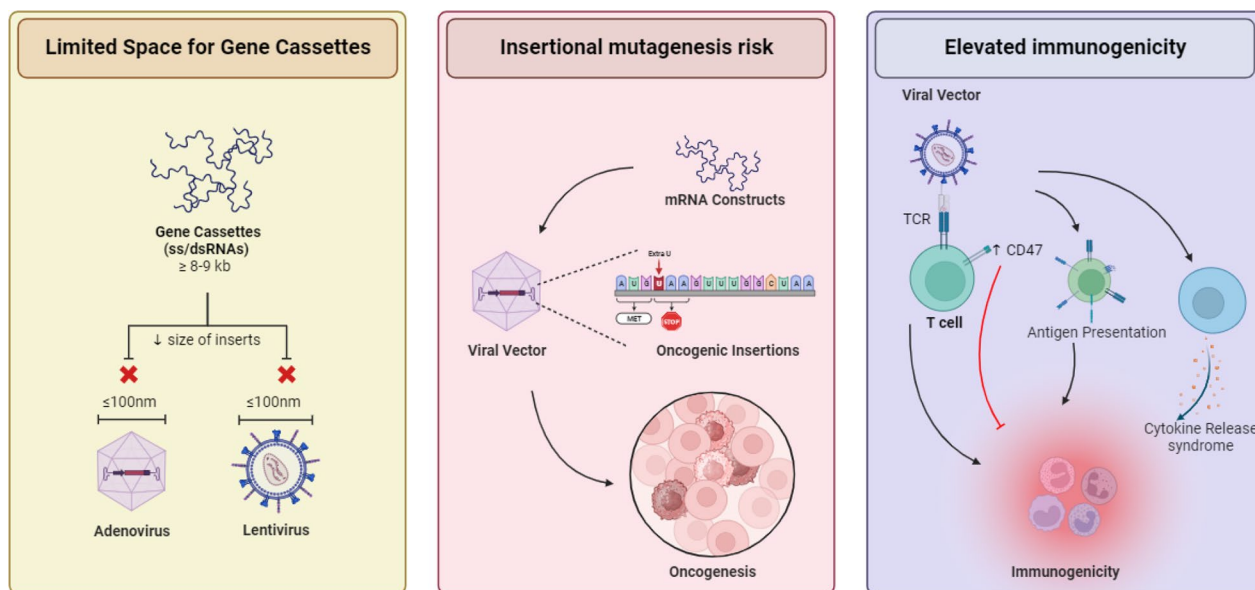 Limited Space for Gene Cassettes
Gene Cassettes
(ss/dsRNAs)
≥ 8-9 kb
↓ size of inserts
≤100nm
≤100nm
Adenovirus
Lentivirus
Insertional mutagenesis risk
mRNA Constructs
Extra U
A U G U A A G U U U G G C U A A
MET
STOP
Viral Vector
Oncogenic Insertions
Oncogenesis
Elevated immunogenicity
Viral Vector
TCR
↑ CD47
T cell
Antigen Presentation
Cytokine Release
syndrome
Immunogenicity